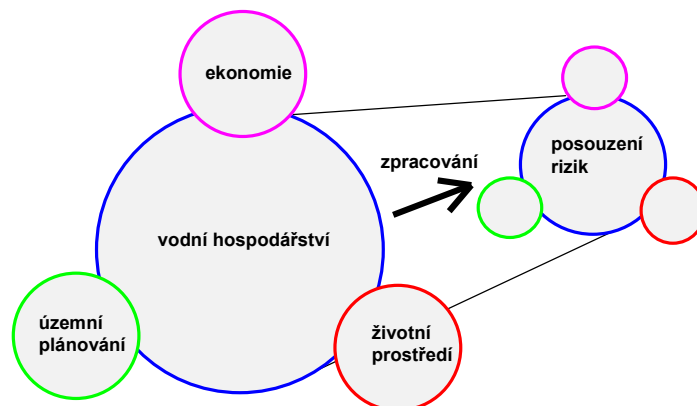 ekonomie
posouzení
rizik
zpracování
vodní hospodářství
územní
plánování
životní
prostředí